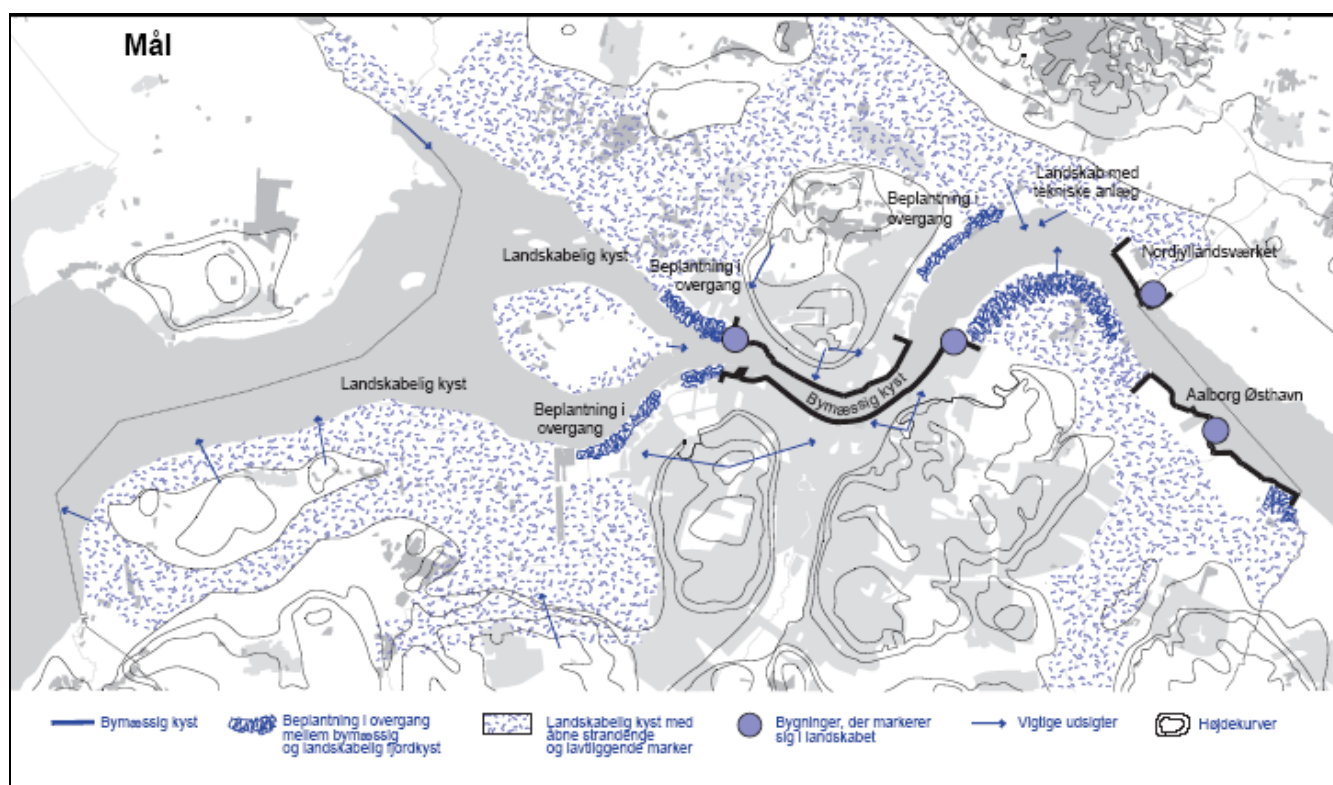 Mål
Landskab med
tekniske anlæg
Beplantning i
overgang
Nordjyllandsværket
Landskabelig kyst
Beplantning i
overgang
Landskabelig kyst
Bymæssig kyst
Aalborg Østhavn
Beplantning i
overgang
Bymæssig kyst
Beplantning i overgang
mellem bymæssig
og landskabelig fjordkyst
Landskabelig kyst med
åbne strandende
og lavtliggende marker
Bygninger, der markerer
sig i landskabet
Vigtige udsigter
Højdekurver